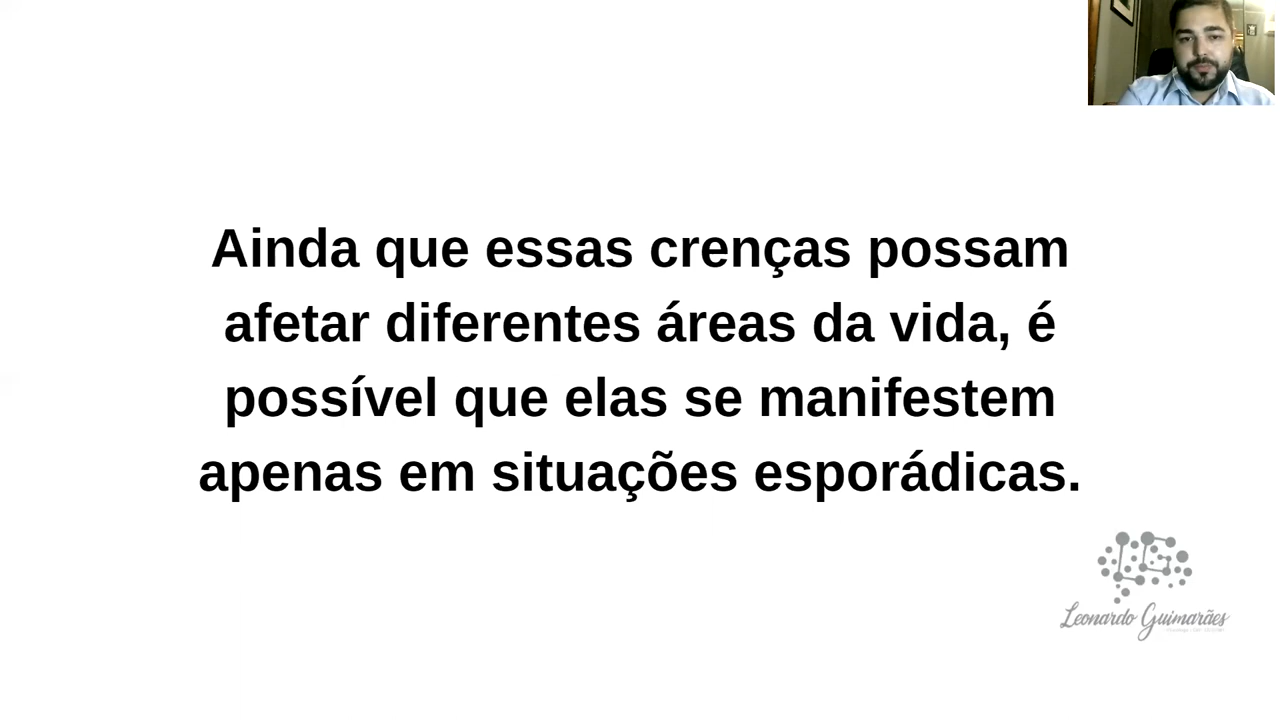 Ainda que essas crenças possam
afetar diferentes áreas da vida, é
possível que elas se manifestem
apenas em situações esporádicas.
Leonardo Guimarães